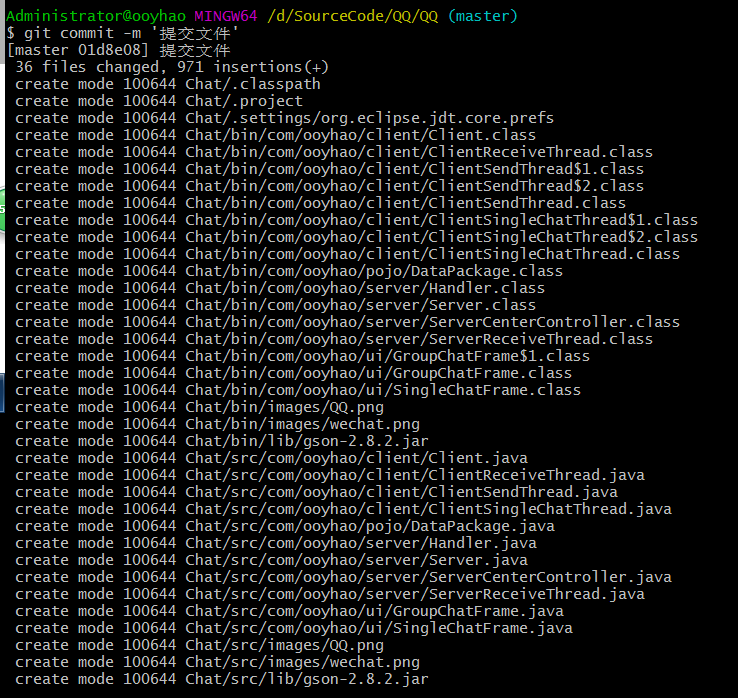 Administrator@ooyhao MINGW64 /d/SourceCode/QQ/QQ (master)
$ git commit -m '提交文件'
[master 01d8e08] 提交文件
 36 files changed, 971 insertions(+)
 create mode 100644 Chat/.classpath
 create mode 100644 Chat/.project
 create mode 100644 Chat/.settings/org.eclipse.jdt.core.prefs
 create mode 100644 Chat/bin/com/ooyhao/client/Client.class
 create mode 100644 Chat/bin/com/ooyhao/client/ClientReceiveThread.class
 create mode 100644 Chat/bin/com/ooyhao/client/ClientSendThread$1.class
 create mode 100644 Chat/bin/com/ooyhao/client/ClientSendThread$2.class
 create mode 100644 Chat/bin/com/ooyhao/client/ClientSendThread.class
 create mode 100644 Chat/bin/com/ooyhao/client/ClientSingleChatThread$1.class
 create mode 100644 Chat/bin/com/ooyhao/client/ClientSingleChatThread$2.class
 create mode 100644 Chat/bin/com/ooyhao/client/ClientSingleChatThread.class
 create mode 100644 Chat/bin/com/ooyhao/pojo/DataPackage.class
 create mode 100644 Chat/bin/com/ooyhao/server/Handler.class
 create mode 100644 Chat/bin/com/ooyhao/server/Server.class
 create mode 100644 Chat/bin/com/ooyhao/server/ServerCenterController.class
 create mode 100644 Chat/bin/com/ooyhao/server/ServerReceiveThread.class
 create mode 100644 Chat/bin/com/ooyhao/ui/GroupChatFrame$1.class
 create mode 100644 Chat/bin/com/ooyhao/ui/GroupChatFrame.class
 create mode 100644 Chat/bin/com/ooyhao/ui/SingleChatFrame.class
 create mode 100644 Chat/bin/images/QQ.png
 create mode 100644 Chat/bin/images/wechat.png
 create mode 100644 Chat/bin/lib/gson-2.8.2.jar
 create mode 100644 Chat/src/com/ooyhao/client/Client.java
 create mode 100644 Chat/src/com/ooyhao/client/ClientReceiveThread.java
 create mode 100644 Chat/src/com/ooyhao/client/ClientSendThread.java
 create mode 100644 Chat/src/com/ooyhao/client/ClientSingleChatThread.java
 create mode 100644 Chat/src/com/ooyhao/pojo/DataPackage.java
 create mode 100644 Chat/src/com/ooyhao/server/Handler.java
 create mode 100644 Chat/src/com/ooyhao/server/Server.java
 create mode 100644 Chat/src/com/ooyhao/server/ServerCenterController.java
 create mode 100644 Chat/src/com/ooyhao/server/ServerReceiveThread.java
 create mode 100644 Chat/src/com/ooyhao/ui/GroupChatFrame.java
 create mode 100644 Chat/src/com/ooyhao/ui/SingleChatFrame.java
 create mode 100644 Chat/src/images/QQ.png
 create mode 100644 Chat/src/images/wechat.png
 create mode 100644 Chat/src/lib/gson-2.8.2.jar